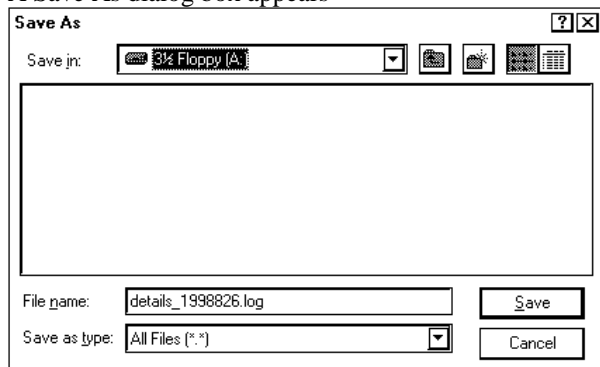 A Save As dialog box appears
Save As
Save in: 3½ Floppy (A:
File name: details_1998826.log Save
Save as type: All Files (*.*) Cancel